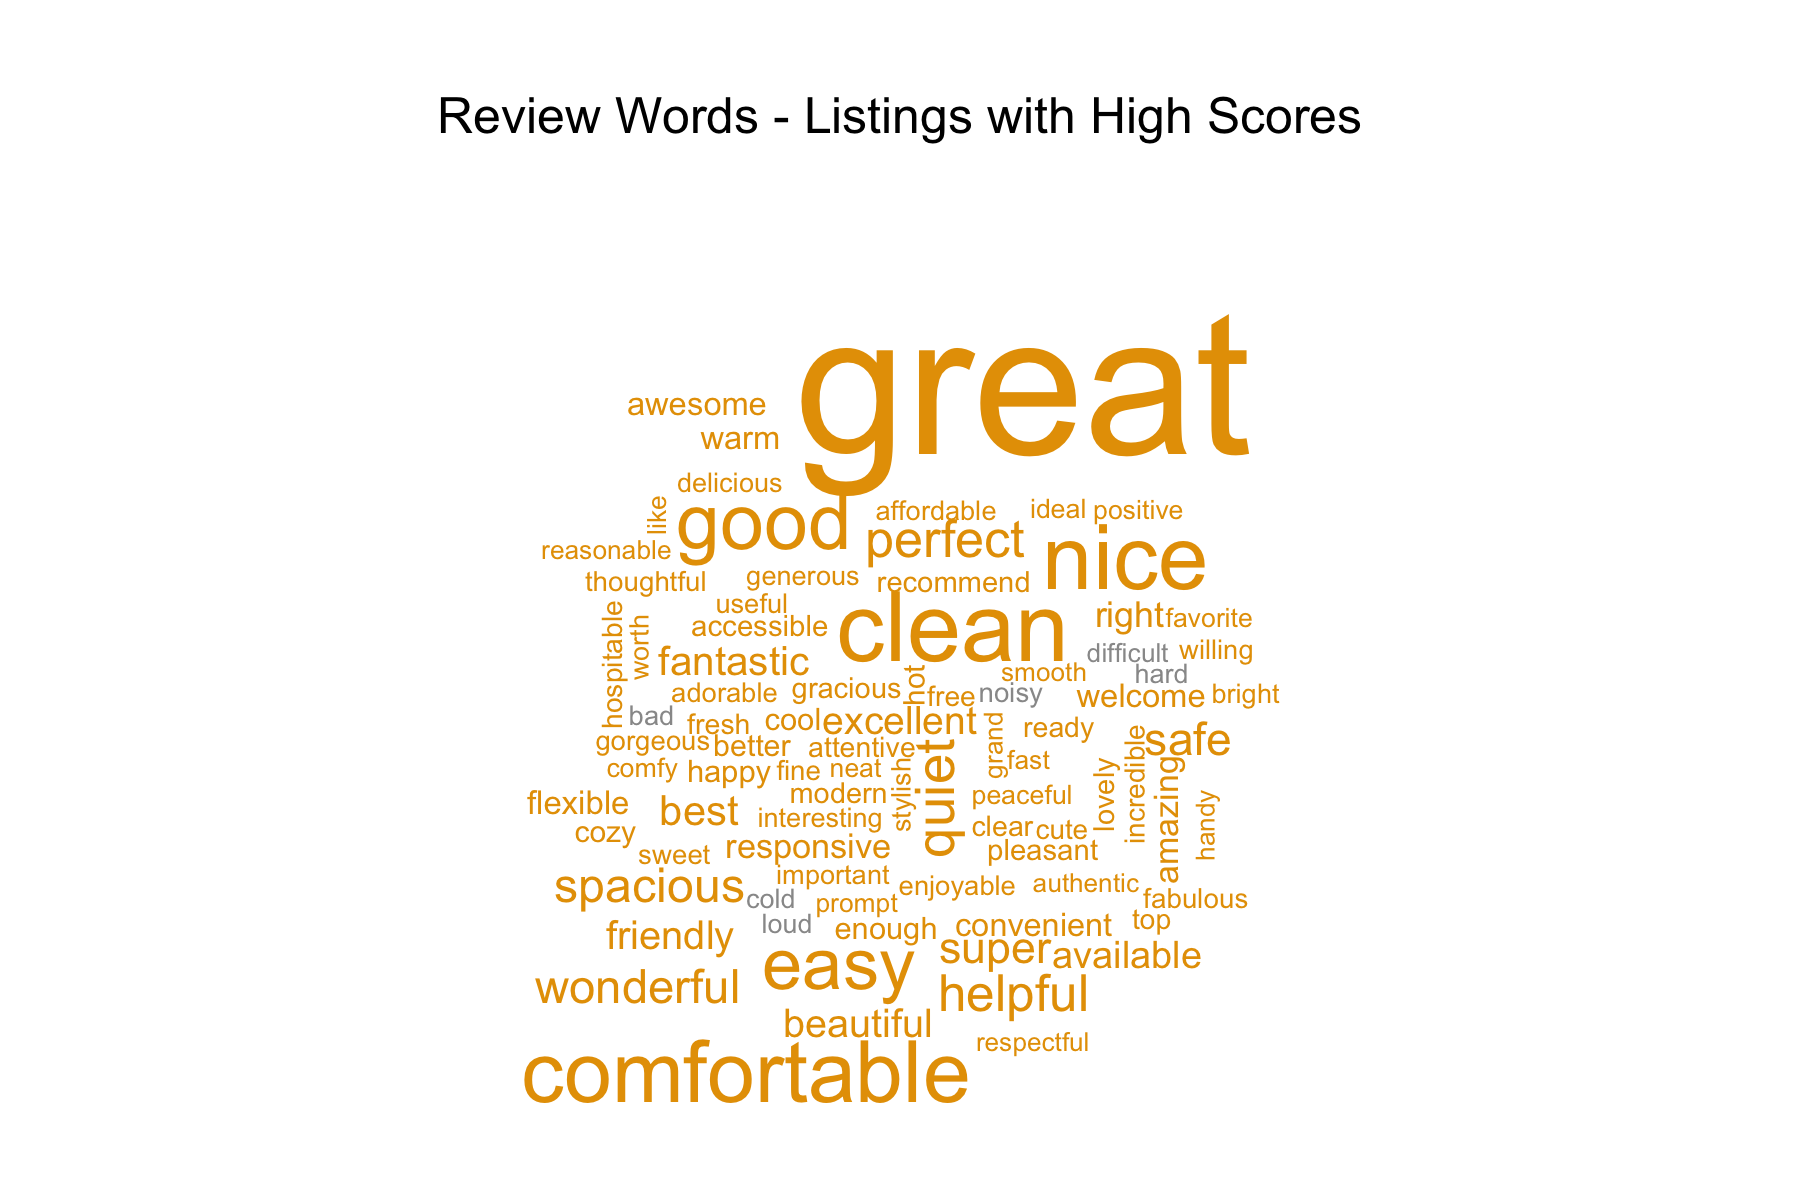 Review Words - Listings with High Scores
great
awesome
warm
delicious
like
good
affordable
ideal
positive
reasonable
perfect
nice
thoughtful
generous
recommend
useful
accessible
clean
right
favorite
hospitable
worth
fantastic
difficult
willing
smooth
hard
adorable
gracious
hot
free
noisy
welcome
bright
bad
fresh
cool
excellent
grand
ready
safe
gorgeous
better
attentive
quiet
fast
lovely
incredible
comfy
happy
fine
neat
stylish
modern
peaceful
amazing
handy
flexible
best
interesting
clear
cute
cozy
sweet
responsive
pleasant
important
enjoyable
authentic
spacious
cold
prompt
fabulous
loud
enough
convenient
top
friendly
easy
super
available
wonderful
helpful
beautiful
respectful
comfortable